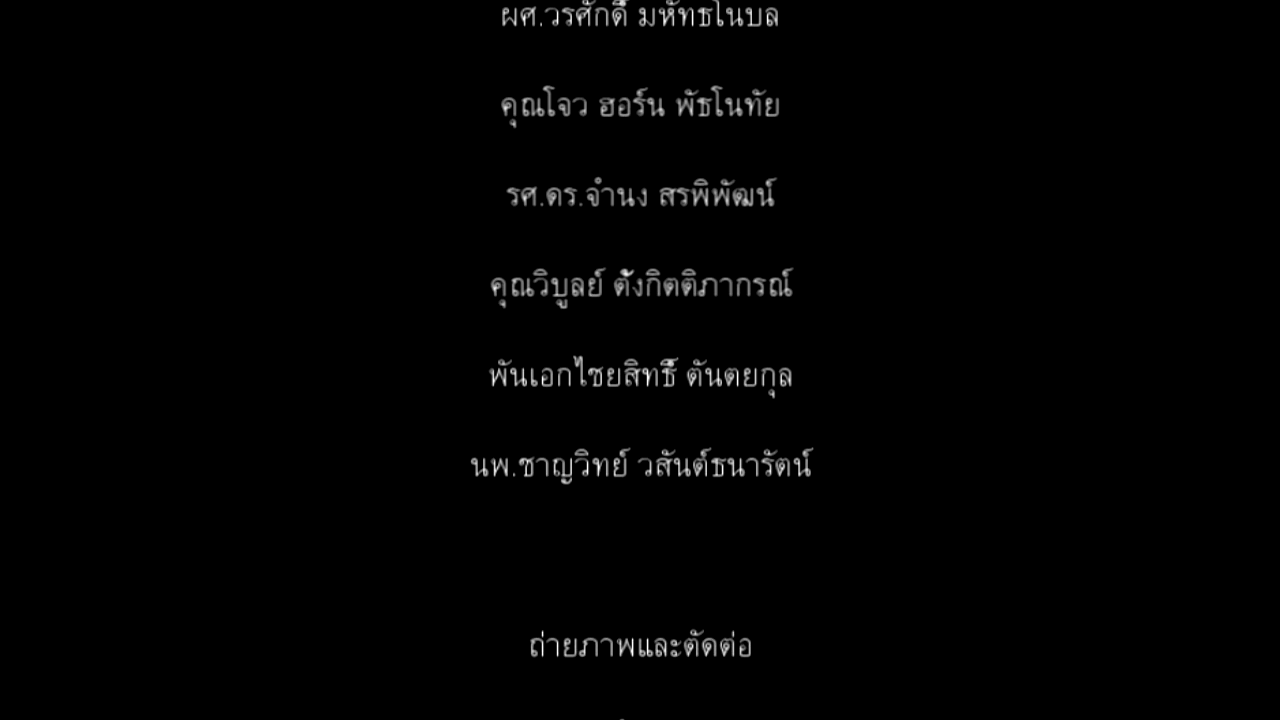 ผศ.วรศักดิ์ มหัทธโนบล
คุณโจว ฮอร์น พัธโนทัย
รศ.ดร.จำนง สรพิพัฒน์
คุณวิบูลย์ ตั้งกิตติภากรณ์
พันเอกไชยสิทธิ์ ตันตยกุล
นพ.ชาญวิทย์ วสันต์ธนารัตน์
ถ่ายภาพและตัดต่อ